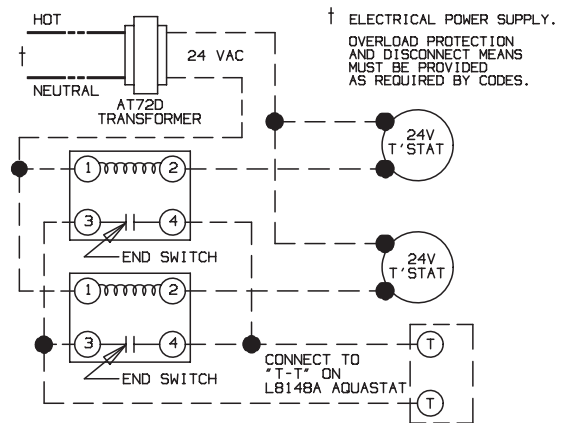 HOT
†
NEUTRAL
24 VAC
AT72D
TRANSFORMER
† ELECTRICAL POWER SUPPLY.
OVERLOAD PROTECTION
AND DISCONNECT MEANS
MUST BE PROVIDED
AS REQUIRED BY CODES.
24V
T'STAT
1 2
3 4
END SWITCH
24V
T'STAT
1 2
3 4
END SWITCH
CONNECT TO
"T-T" ON
L8148A AQUASTAT
T
T